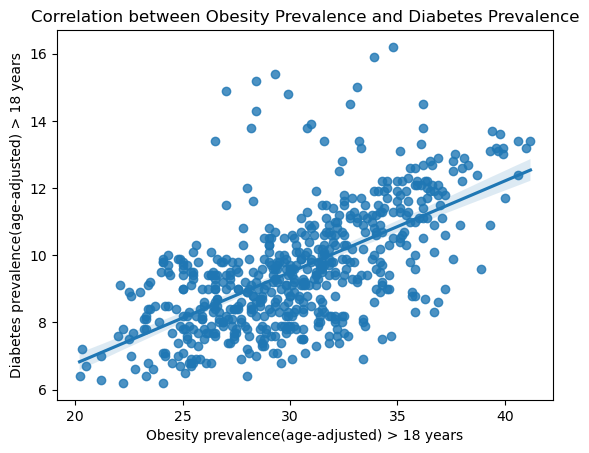 Correlation between Obesity Prevalence and Diabetes Prevalence
Diabetes prevalence(age-adjusted) > 18 years
16
14
12
10
8
6
20 25 30 35 40
Obesity prevalence(age-adjusted) > 18 years